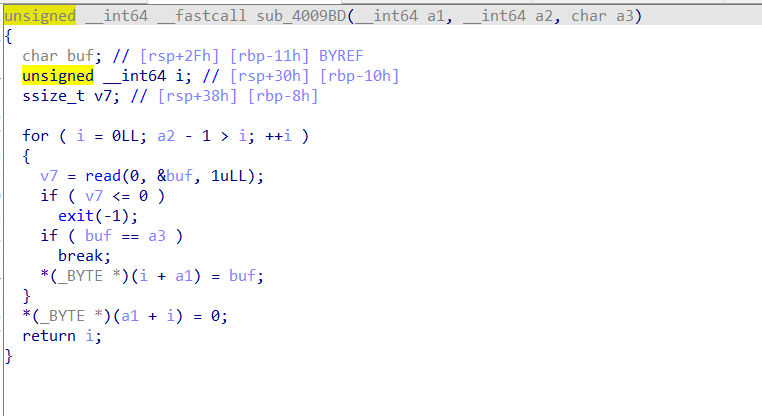 unsigned __int64 __fastcall sub_4009BD(__int64 a1, __int64 a2, char a3)
{
  char buf; // [rsp+2Fh] [rbp-11h] BYREF
  unsigned __int64 i; // [rsp+30h] [rbp-10h]
  ssize_t v7; // [rsp+38h] [rbp-8h]

  for ( i = 0LL; a2 - 1 > i; ++i )
  {
    v7 = read(0, &buf, 1uLL);
    if ( v7 <= 0 )
      exit(-1);
    if ( buf == a3 )
      break;
    *(_BYTE *)(i + a1) = buf;
  }
  *(_BYTE *)(a1 + i) = 0;
  return i;
}